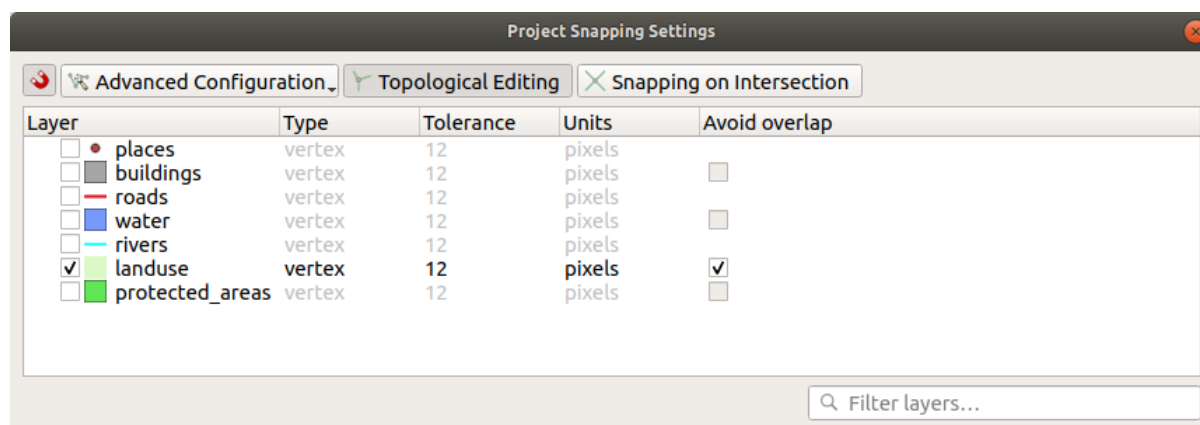 Project Snapping Settings
Advanced Configuration Topological Editing Snapping on Intersection
Layer Type Tolerance Units Avoid overlap
places vertex 12 pixels
buildings vertex 12 pixels
roads vertex 12 pixels
water vertex 12 pixels
rivers vertex 12 pixels
landuse vertex 12 pixels
protected_areas vertex 12 pixels
Filter layers...